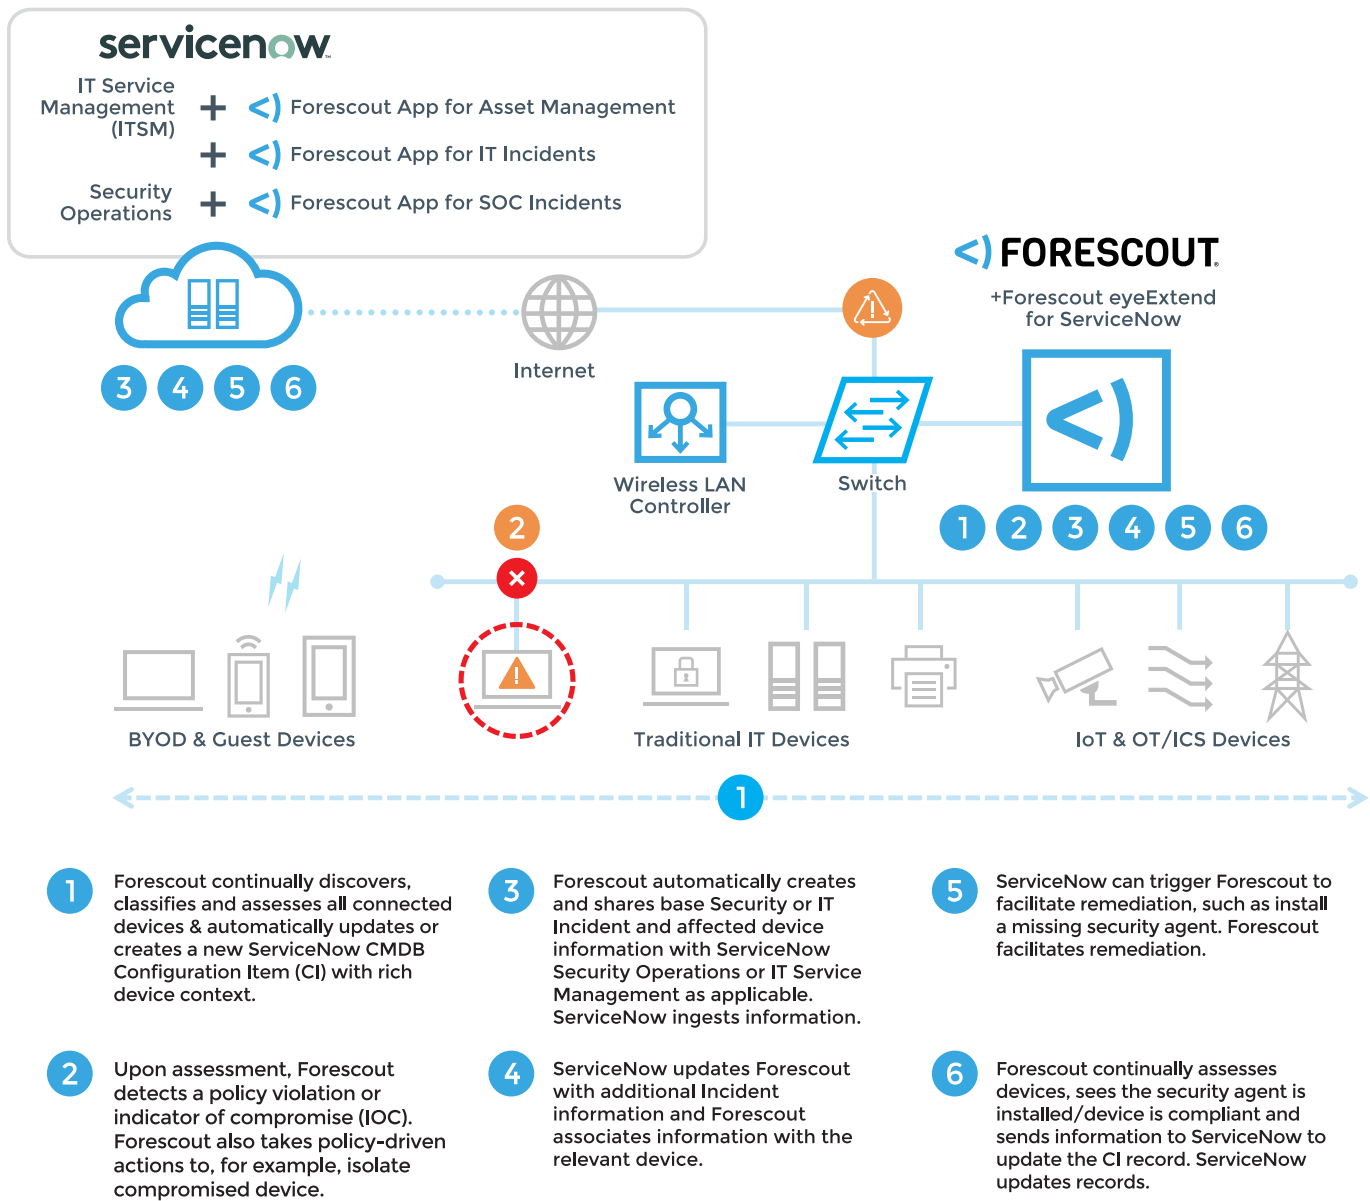 servicenow™
IT Service
Management
(ITSM)
+
Forescout App for Asset Management
+
Forescout App for IT Incidents
Security
Operations
+
Forescout App for SOC Incidents
FORESCOUT®
+Forescout eyeExtend
for ServiceNow
Internet
3 4 5 6
Wireless LAN
Controller
Switch
1 2 3 4 5 6
2
BYOD & Guest Devices
Traditional IT Devices
IoT & OT/ICS Devices
1
1
Forescout continually discovers,
classifies and assesses all connected
devices & automatically updates or
creates a new ServiceNow CMDB
Configuration Item (CI) with rich
device context.
2
Upon assessment, Forescout
detects a policy violation or
indicator of compromise (IOC).
Forescout also takes policy-driven
actions to, for example, isolate
compromised device.
3
Forescout automatically creates
and shares base Security or IT
Incident and affected device
information with ServiceNow
Security Operations or IT Service
Management as applicable.
ServiceNow ingests information.
4
ServiceNow updates Forescout
with additional Incident
information and Forescout
associates information with the
relevant device.
5
ServiceNow can trigger Forescout to
facilitate remediation, such as install
a missing security agent. Forescout
facilitates remediation.
6
Forescout continually assesses
devices, sees the security agent is
installed/device is compliant and
sends information to ServiceNow to
update the CI record. ServiceNow
updates records.